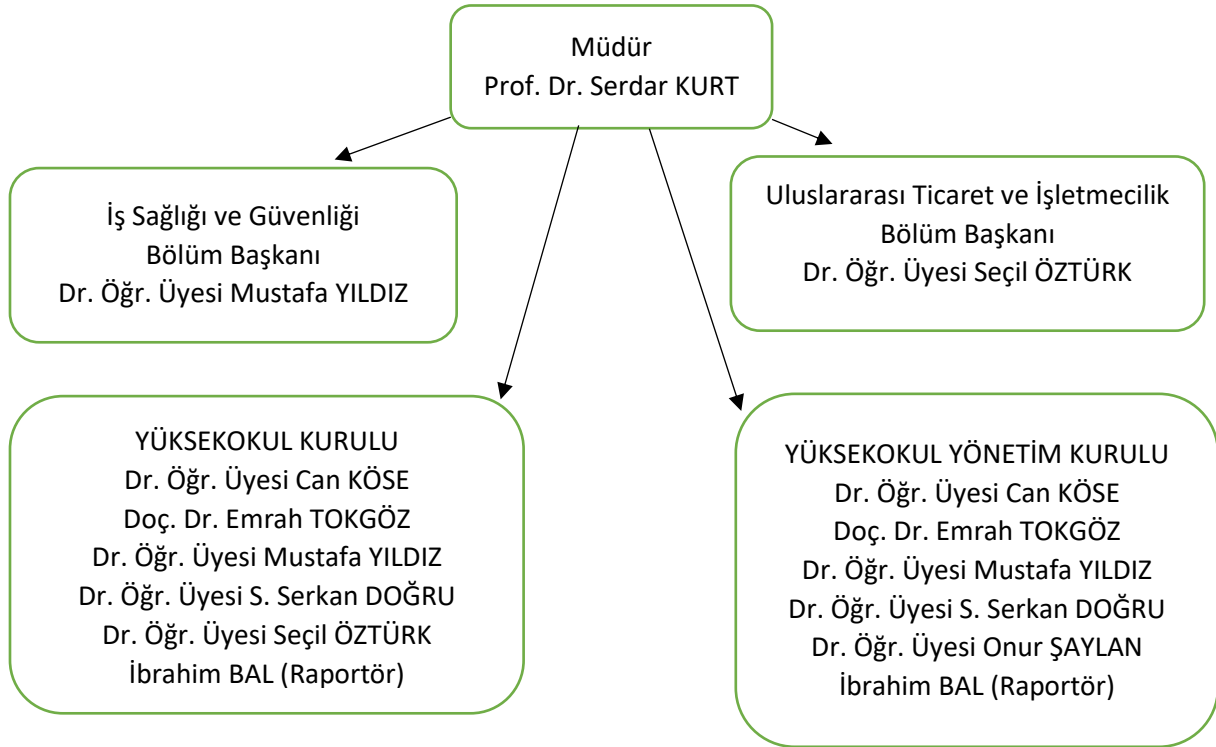 Müdür
Prof. Dr. Serdar KURT
İş Sağlığı ve Güvenliği
Bölüm Başkanı
Dr. Öğr. Üyesi Mustafa YILDIZ
Uluslararası Ticaret ve İşletmecilik
Bölüm Başkanı
Dr. Öğr. Üyesi Seçil ÖZTÜRK
YÜKSEKOKUL KURULU
Dr. Öğr. Üyesi Can KÖSE
Doç. Dr. Emrah TOKGÖZ
Dr. Öğr. Üyesi Mustafa YILDIZ
Dr. Öğr. Üyesi S. Serkan DOĞRU
Dr. Öğr. Üyesi Seçil ÖZTÜRK
İbrahim BAL (Raportör)
YÜKSEKOKUL YÖNETİM KURULU
Dr. Öğr. Üyesi Can KÖSE
Doç. Dr. Emrah TOKGÖZ
Dr. Öğr. Üyesi Mustafa YILDIZ
Dr. Öğr. Üyesi S. Serkan DOĞRU
Dr. Öğr. Üyesi Onur ŞAYLAN
İbrahim BAL (Raportör)